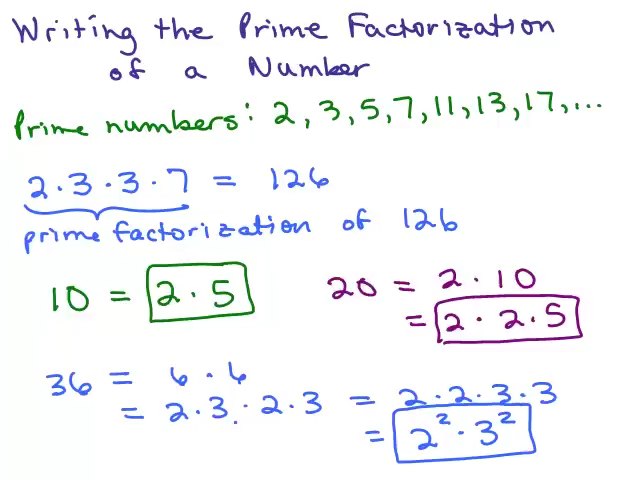 Writing the Prime Factorization
of a Number
Prime numbers: 2, 3, 5, 7, 11, 13, 17, ...
2 · 3 · 3 · 7 = 126
prime factorization of 126
10 = 2 · 5
20 = 2 · 10
= 2 · 2 · 5
36 = 6 · 6
= 2 · 3 · 2 · 3 = 2 · 2 · 3 · 3
= 2² · 3²